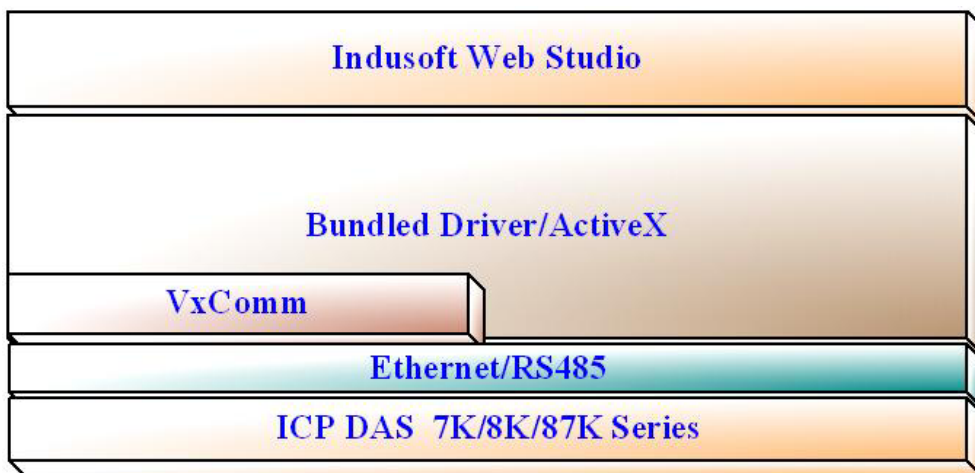 Indusoft Web Studio
Bundled Driver/ActiveX
VxComm
Ethernet/RS485
ICP DAS 7K/8K/87K Series